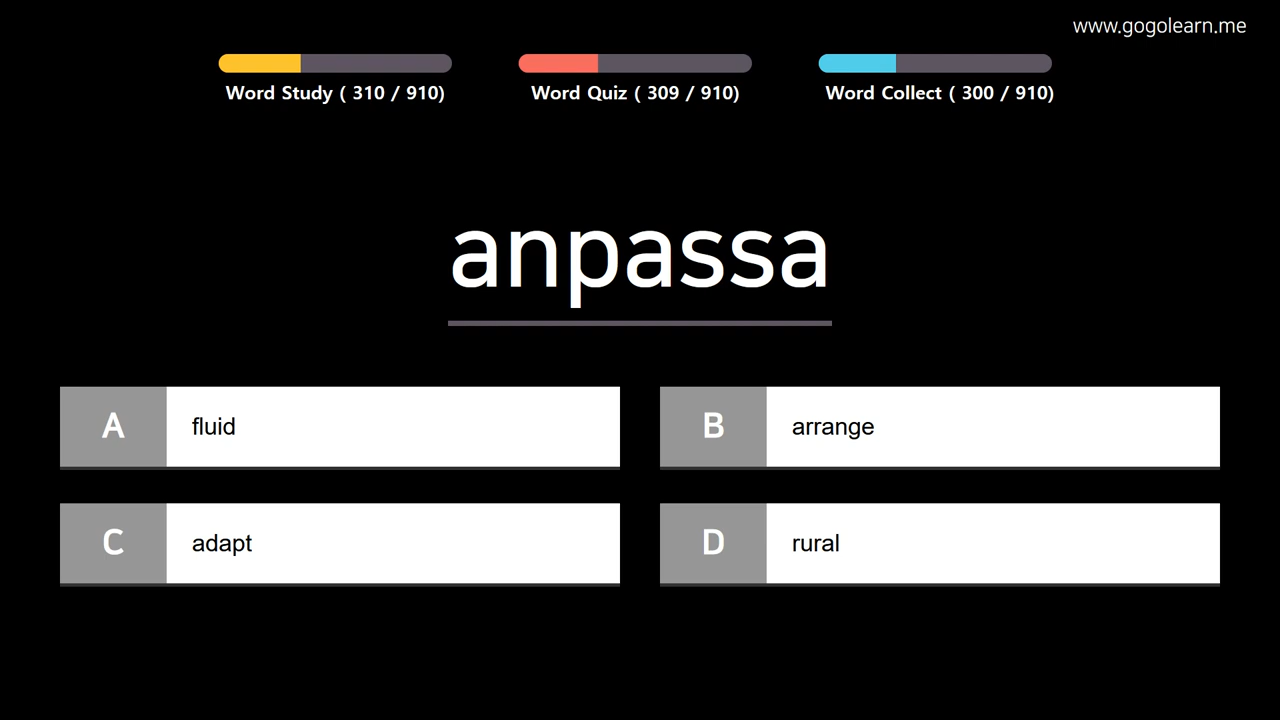 www.gogolearn.me
Word Study ( 310 / 910)
Word Quiz ( 309 / 910)
Word Collect ( 300 / 910)
anpassa
A fluid
B arrange
C adapt
D rural